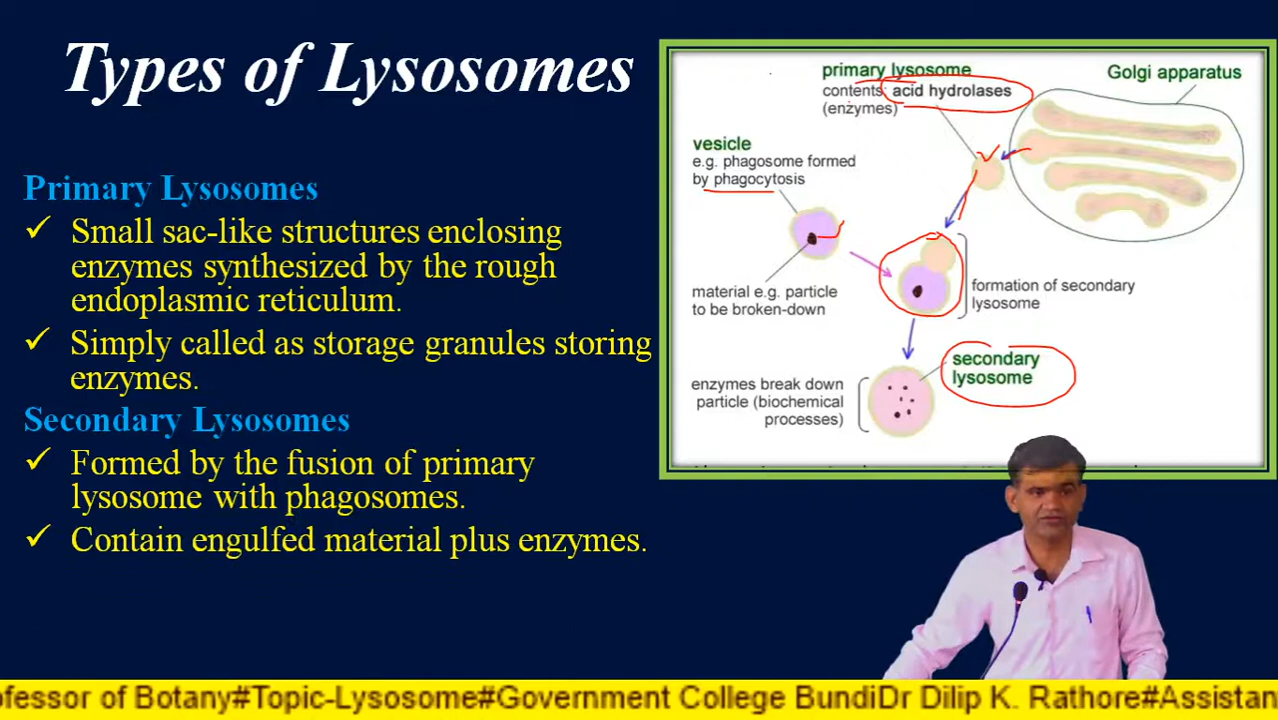 Types of Lysosomes
Primary Lysosomes
✓ Small sac-like structures enclosing
enzymes synthesized by the rough
endoplasmic reticulum.
✓ Simply called as storage granules storing
enzymes.
Secondary Lysosomes
✓ Formed by the fusion of primary
lysosome with phagosomes.
✓ Contain engulfed material plus enzymes.
primary lysosome
contents: acid hydrolases
(enzymes)
Golgi apparatus
vesicle
e.g. phagosome formed
by phagocytosis
material e.g. particle
to be broken-down
formation of secondary
lysosome
secondary
lysosome
enzymes break down
particle (biochemical
processes)
ofessor of Botany#Topic-Lysosome#Government College BundiDr Dilip K. Rathore#Assistan